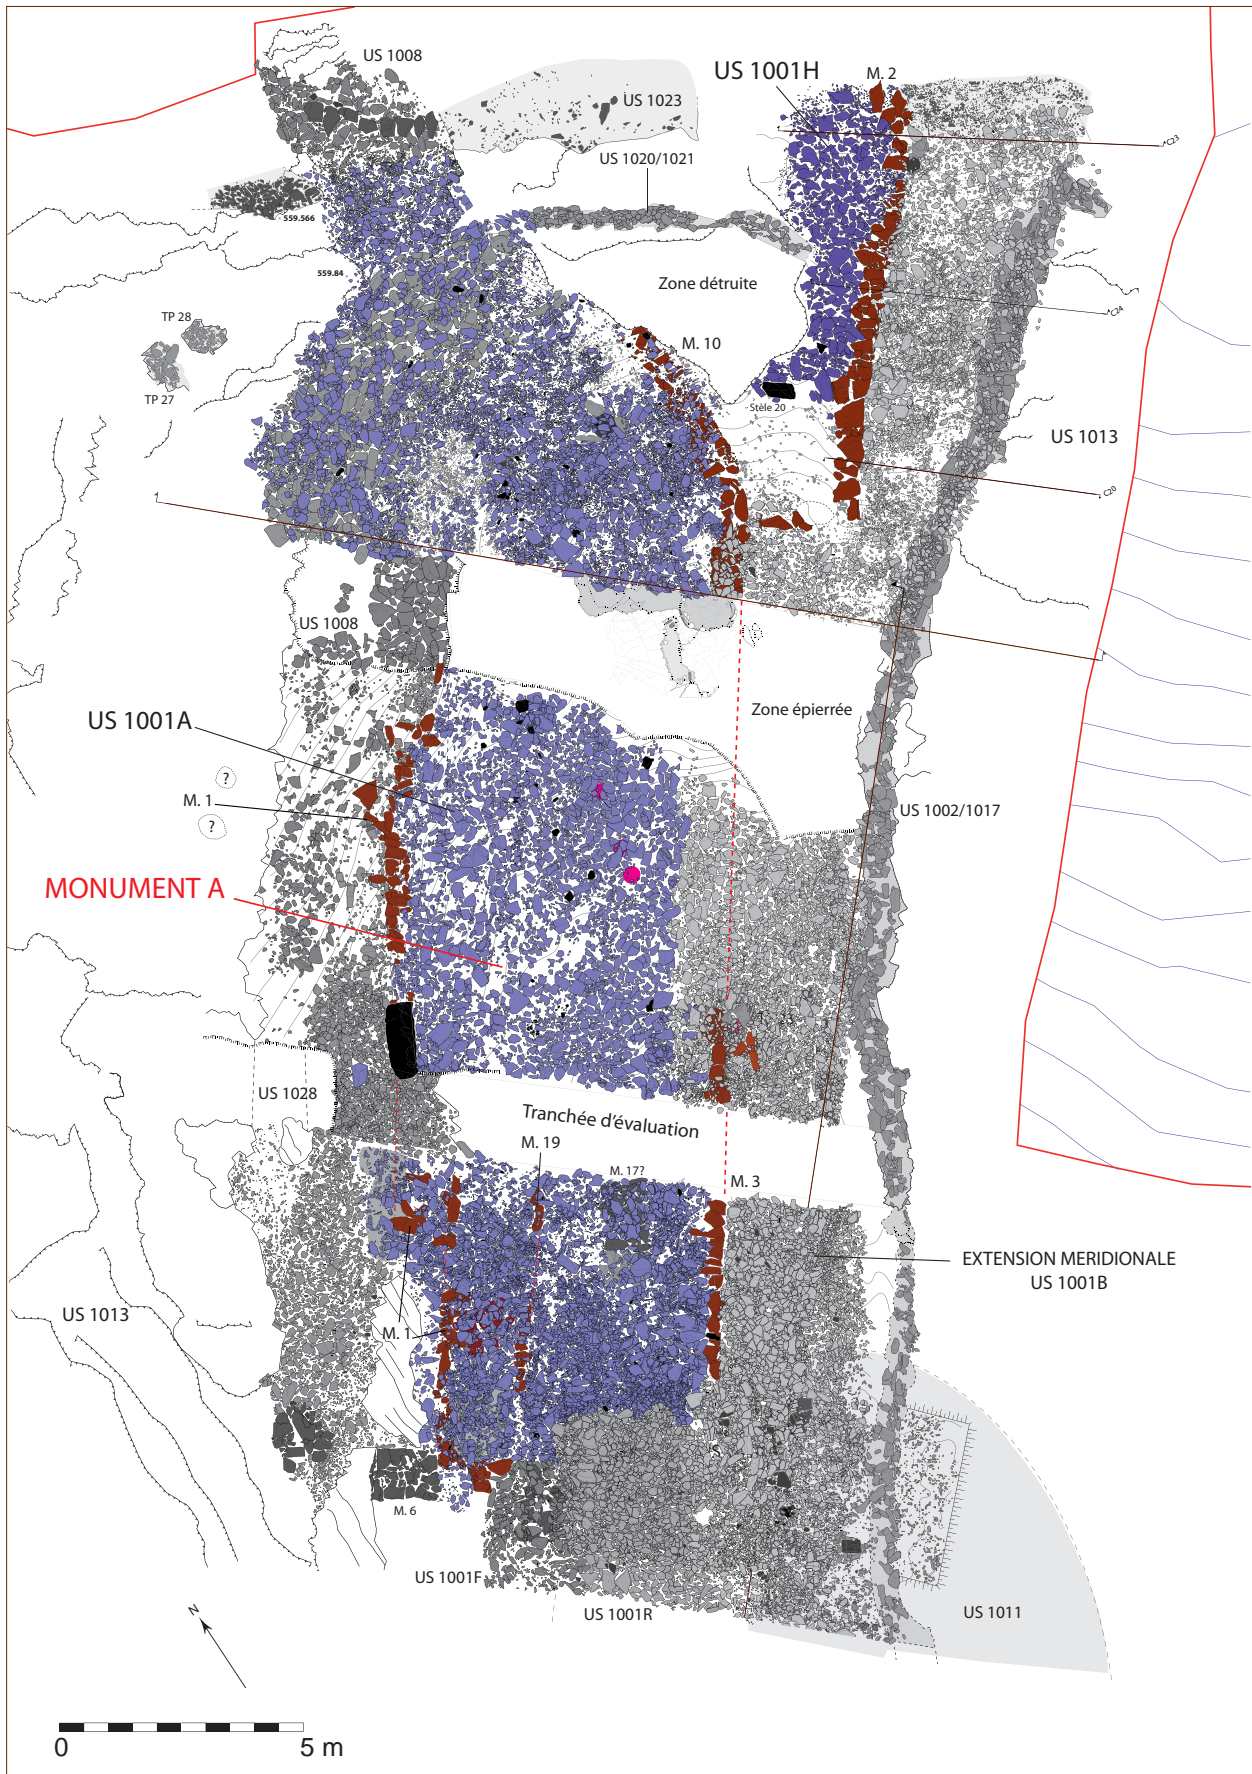 US 1008
US 1001H
M. 2
US 1023
C23
US 1020/1021
559.566
559.84
Zone détruite
C24
TP 28
M. 10
TP 27
Stèle 20
US 1013
C20
US 1008
Zone épierrée
US 1001A
?
M. 1
US 1002/1017
?
MONUMENT A
US 1028
Tranchée d'évaluation
M. 19
M. 17?
M. 3
EXTENSION MERIDIONALE
US 1001B
US 1013
M. 1
M. 6
US 1001F
US 1001R
US 1011
N
0
5 m